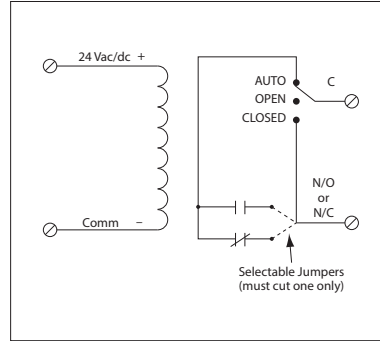 24 Vac/dc +
AUTO
OPEN
CLOSED
C
N/O
or
N/C
Comm –
Selectable Jumpers
(must cut one only)